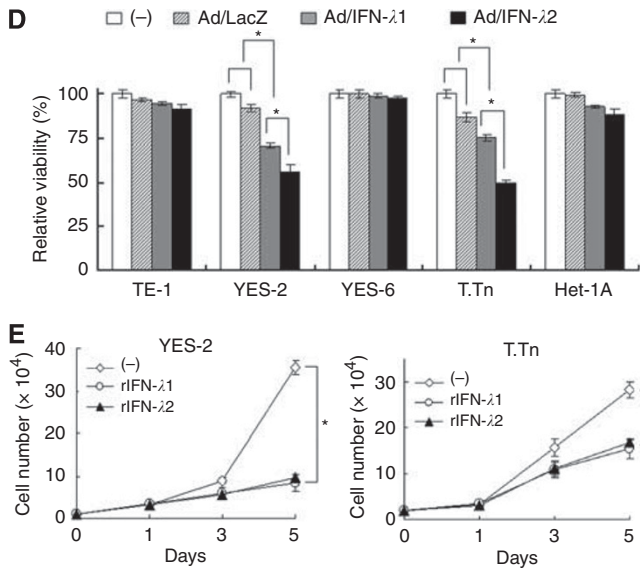 D
(−) Ad/LacZ Ad/IFN-λ1 Ad/IFN-λ2
* * * *
100
75
50
25
0
Relative viability (%)
TE-1 YES-2 YES-6 T.Tn Het-1A
E
YES-2
(−)
rIFN-λ1
rIFN-λ2
*
40
30
20
10
0
Cell number (× 10⁴)
0 1 3 5
Days
T.Tn
(−)
rIFN-λ1
rIFN-λ2
30
20
10
0
Cell number (× 10⁴)
0 1 3 5
Days